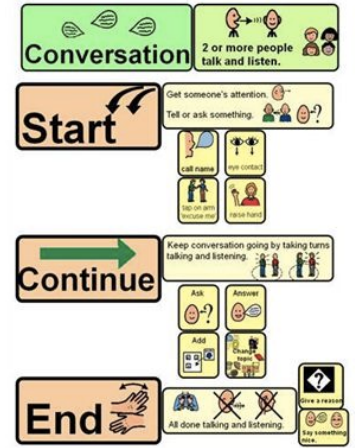 Conversation
2 or more people
talk and listen.
Start
Get someone's attention.
Tell or ask something.
?
call name
eye contact
tap on arm
"excuse me"
raise hand
Continue
Keep conversation going by taking turns
talking and listening.
Ask
Answer
?
Add
Change
topic
End
All done talking and listening.
?
Give a reason
Say something
nice.